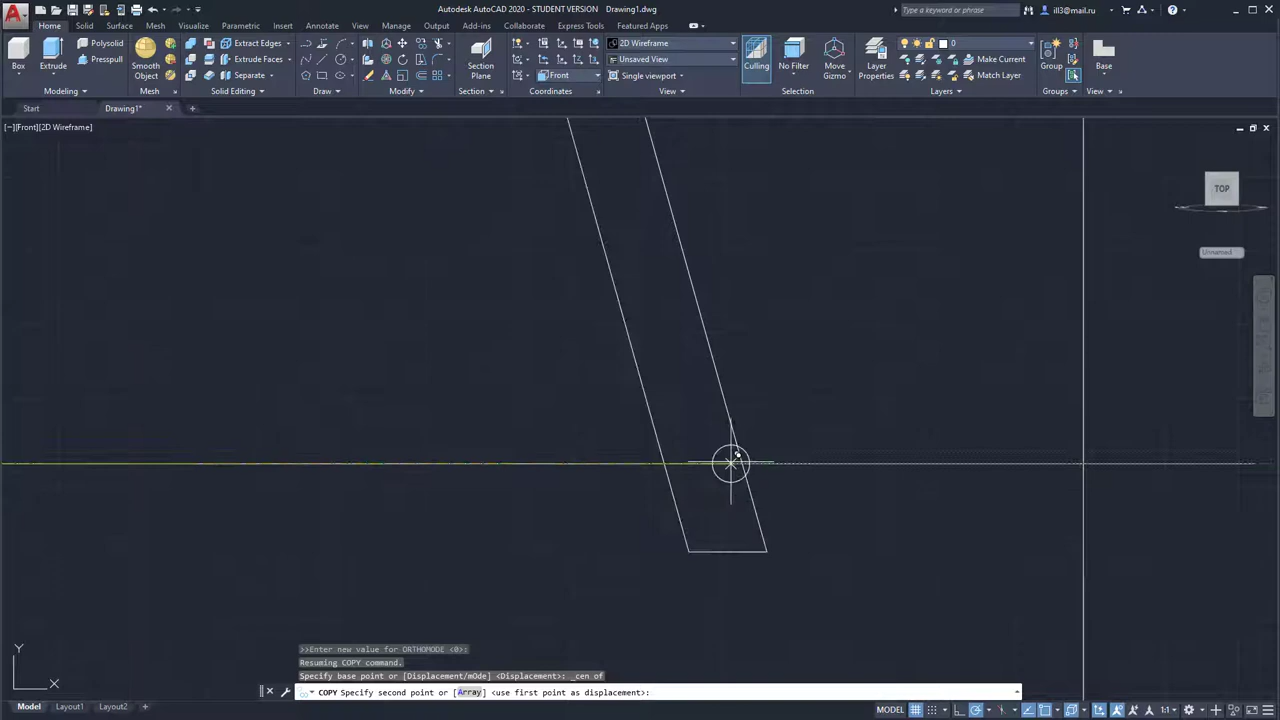 Autodesk AutoCAD 2020 - STUDENT VERSION Drawing1.dwg
Type a keyword or phrase
ill3@mail.ru
Home Solid Surface Mesh Visualize Parametric Insert Annotate View Manage Output Add-ins Collaborate Express Tools Featured Apps
Box
Extrude
Polysolid
Presspull
Modeling
Smooth
Object
Mesh
Extract Edges
Extrude Faces
Separate
Solid Editing
Draw
Modify
Section
Plane
Section
Front
Coordinates
2D Wireframe
Unsaved View
Single viewport
View
Culling
No Filter
Move
Gizmo
Selection
Layer
Properties
0
Make Current
Match Layer
Layers
Group
Groups
Base
View
Start
Drawing1*
[−][Front][2D Wireframe]
TOP
Unnamed
>>Enter new value for ORTHOMODE <0>:
Resuming COPY command.
Specify base point or [Displacement/mOde] <Displacement>: _cen of
COPY Specify second point or [Array] <use first point as displacement>:
Y
Model
Layout1
Layout2
MODEL
1:1